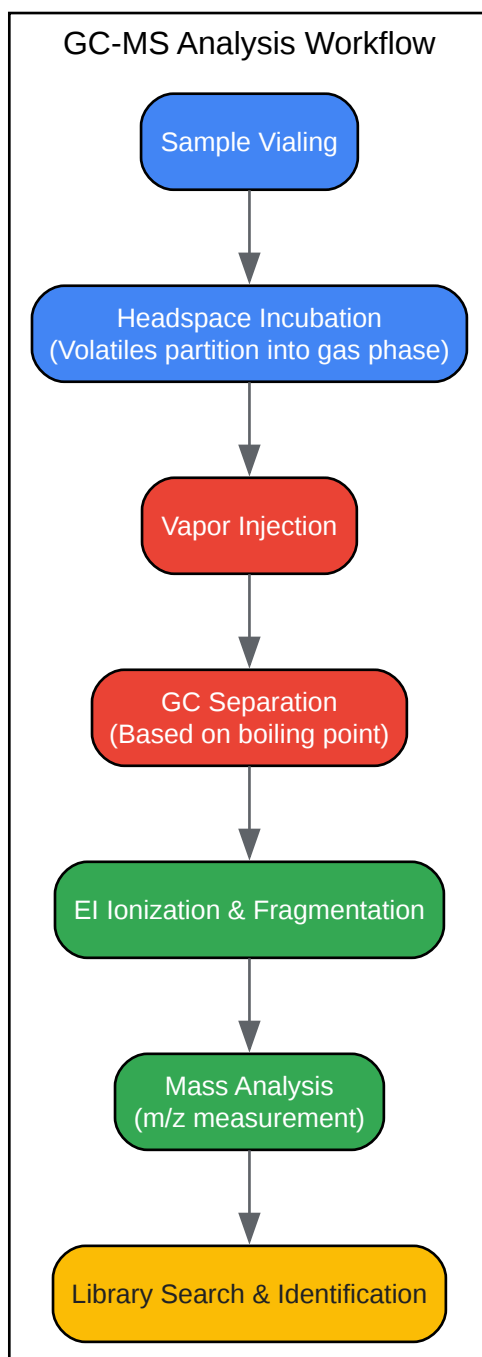 GC-MS Analysis Workflow
Sample Vialing
Headspace Incubation
(Volatiles partition into gas phase)
Vapor Injection
GC Separation
(Based on boiling point)
EI Ionization & Fragmentation
Mass Analysis
(m/z measurement)
Library Search & Identification